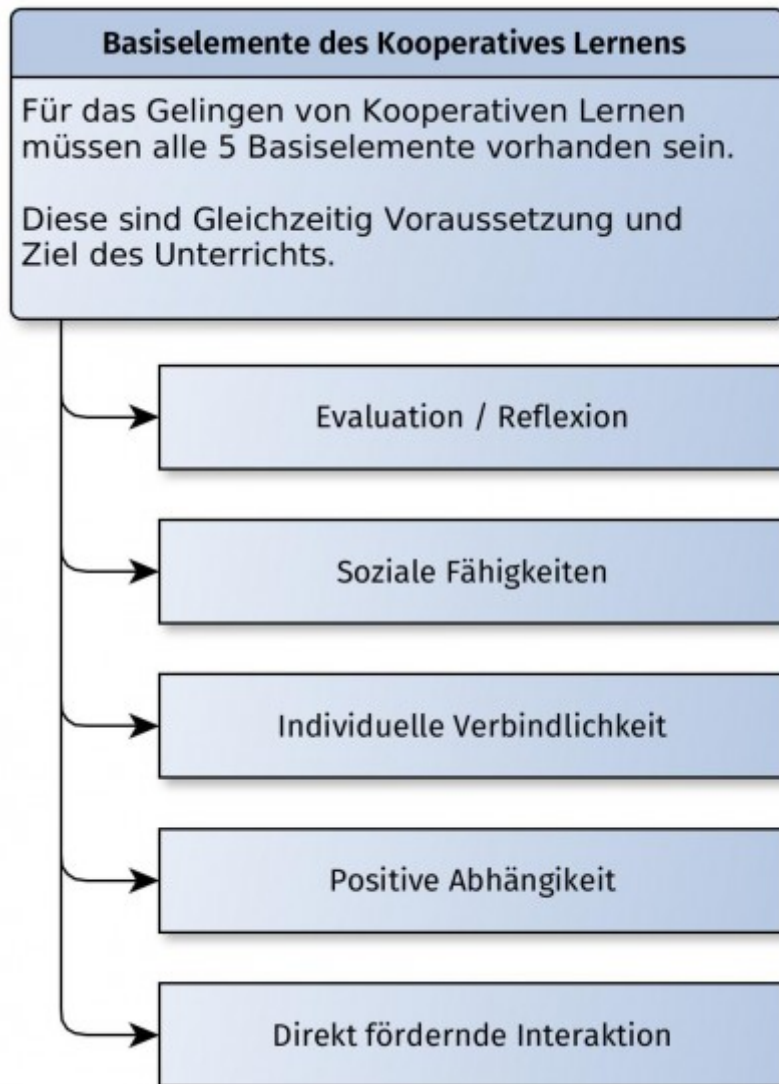 Basiselemente des Kooperatives Lernens
Für das Gelingen von Kooperativen Lernen
müssen alle 5 Basiselemente vorhanden sein.
Diese sind Gleichzeitig Voraussetzung und
Ziel des Unterrichts.
Evaluation / Reflexion
Soziale Fähigkeiten
Individuelle Verbindlichkeit
Positive Abhängikeit
Direkt fördernde Interaktion